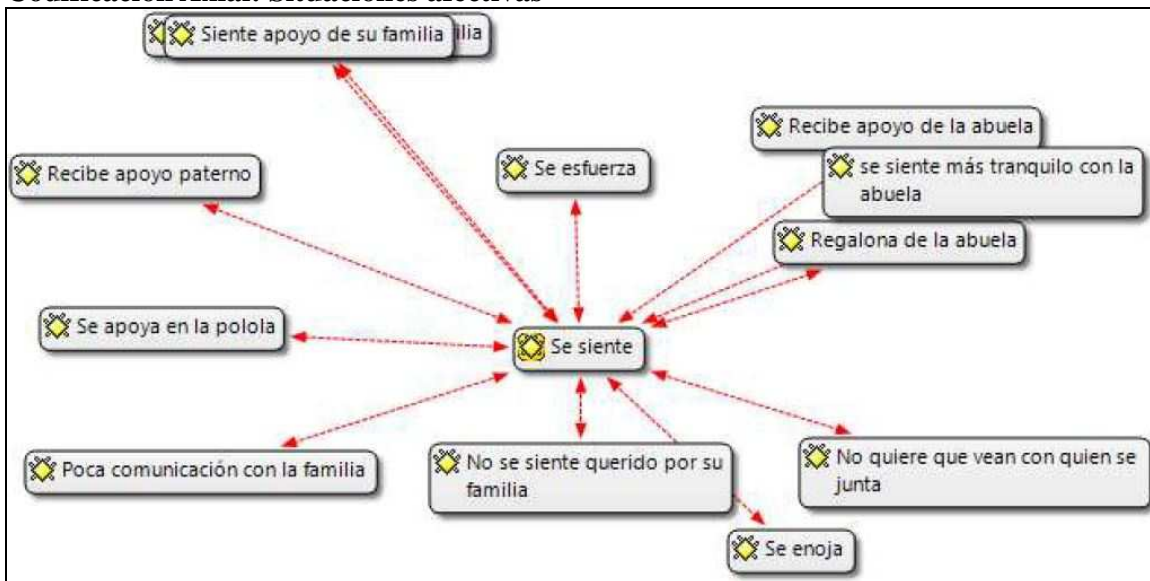 Siente apoyo de su familia
ilia
Recibe apoyo de la abuela
Recibe apoyo paterno
Se esfuerza
se siente más tranquilo con la
abuela
Regalona de la abuela
Se apoya en la polola
Se siente
Poca comunicación con la familia
No se siente querido por su
familia
No quiere que vean con quien se
junta
Se enoja